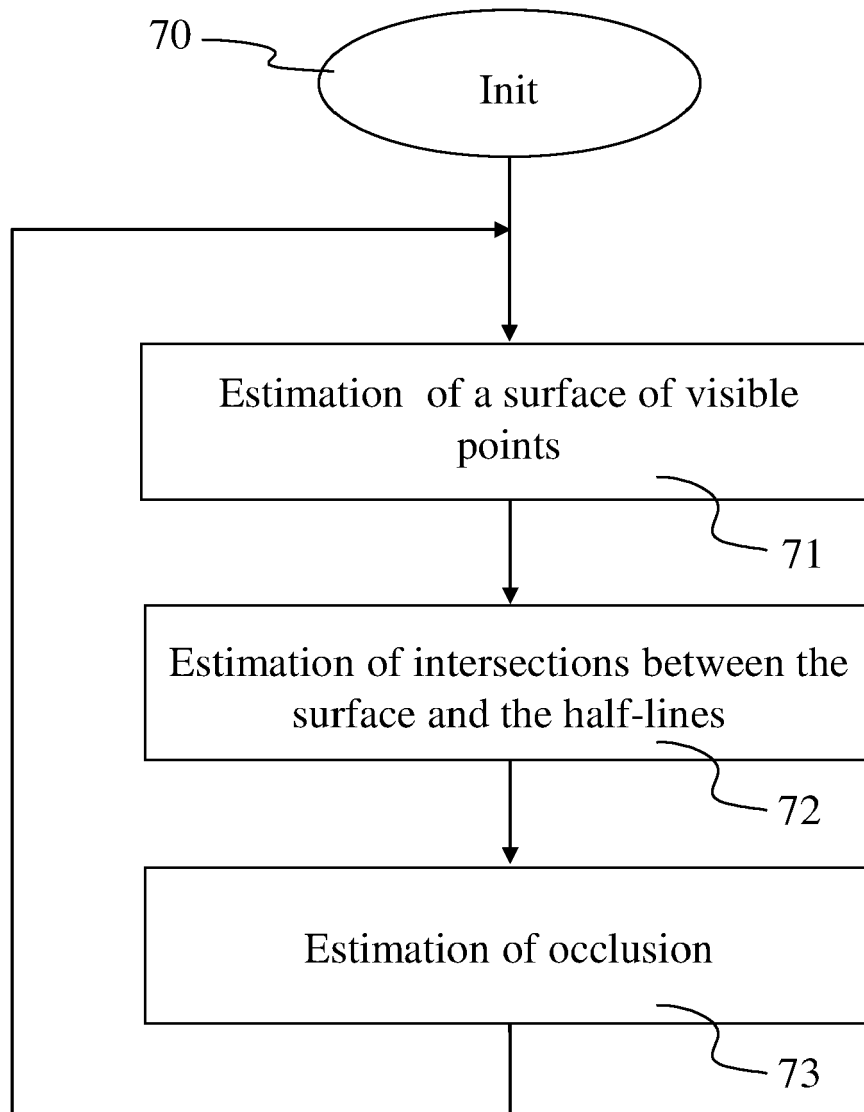 70
Init
Estimation of a surface of visible
points
71
Estimation of intersections between the
surface and the half-lines
72
Estimation of occlusion
73